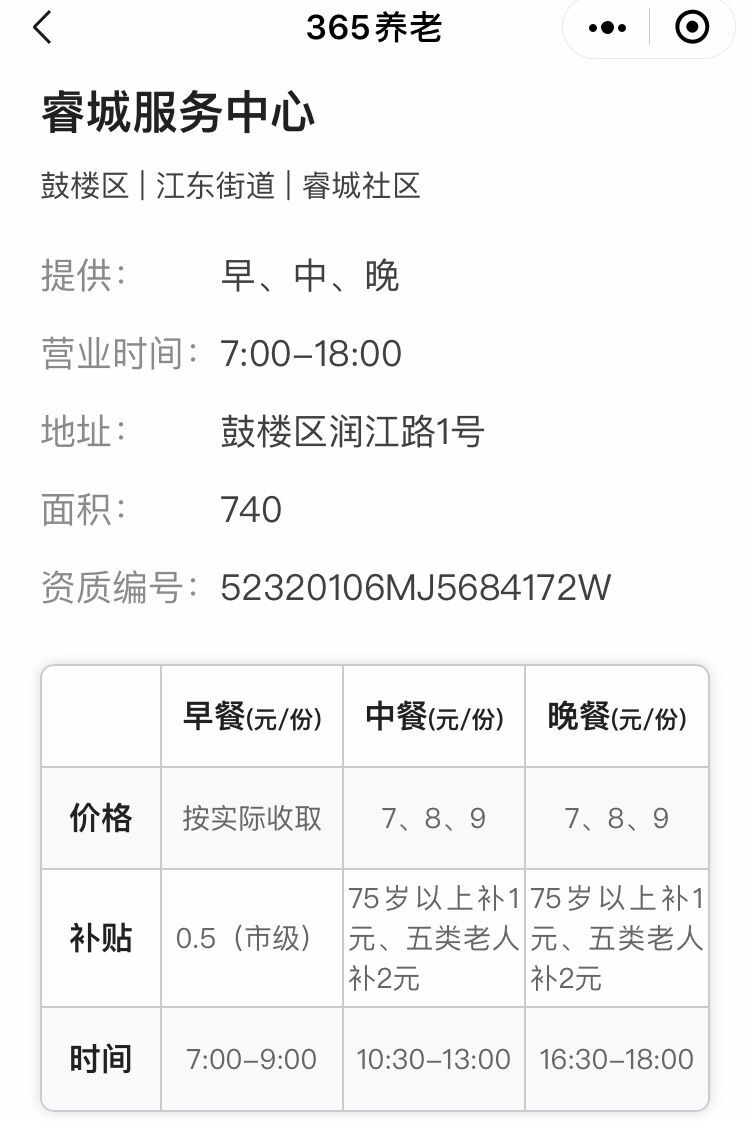 365养老
睿城服务中心
鼓楼区 | 江东街道 | 睿城社区
提供： 早、中、晚
营业时间： 7:00–18:00
地址： 鼓楼区润江路1号
面积： 740
资质编号： 52320106MJ5684172W
早餐(元/份) 中餐(元/份) 晚餐(元/份)
价格 按实际收取 7、8、9 7、8、9
75岁以上补1 75岁以上补1
补贴 0.5（市级） 元、五类老人 元、五类老人
补2元 补2元
时间 7:00–9:00 10:30–13:00 16:30–18:00